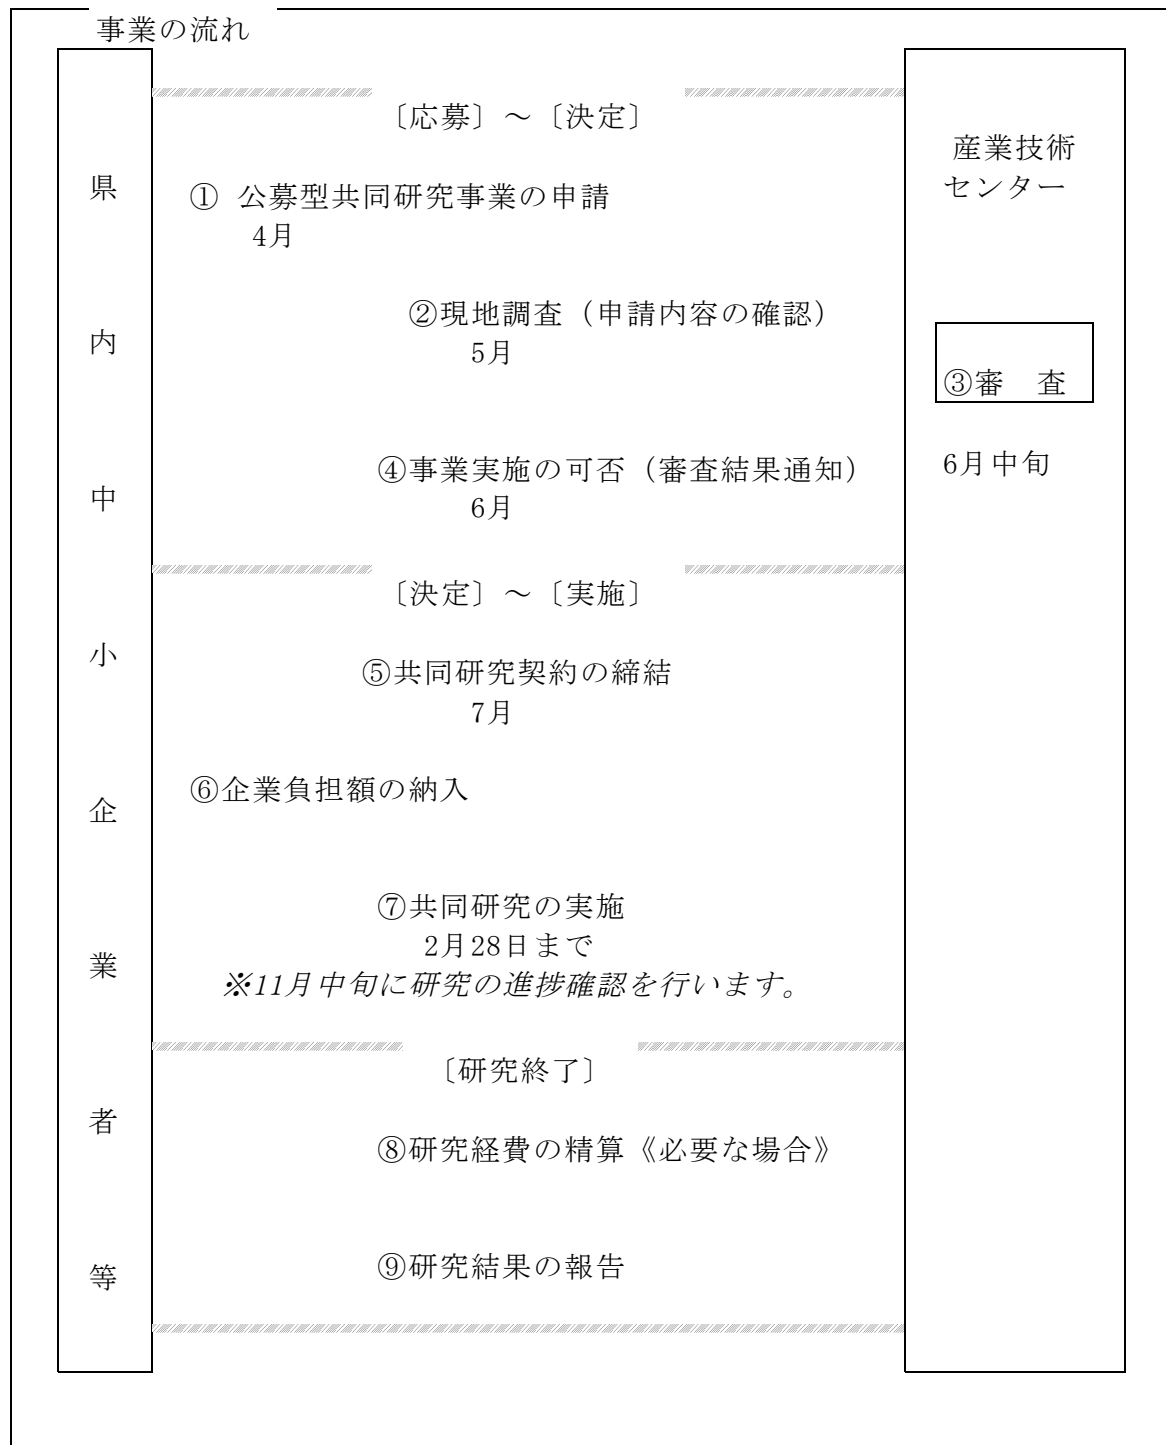 事業の流れ
県内中小企業者等
〔応募〕～〔決定〕
① 公募型共同研究事業の申請
4月
②現地調査（申請内容の確認）
5月
④事業実施の可否（審査結果通知）
6月
〔決定〕～〔実施〕
⑤共同研究契約の締結
7月
⑥企業負担額の納入
⑦共同研究の実施
2月28日まで
※11月中旬に研究の進捗確認を行います。
〔研究終了〕
⑧研究経費の精算《必要な場合》
⑨研究結果の報告
産業技術
センター
③審　査
6月中旬